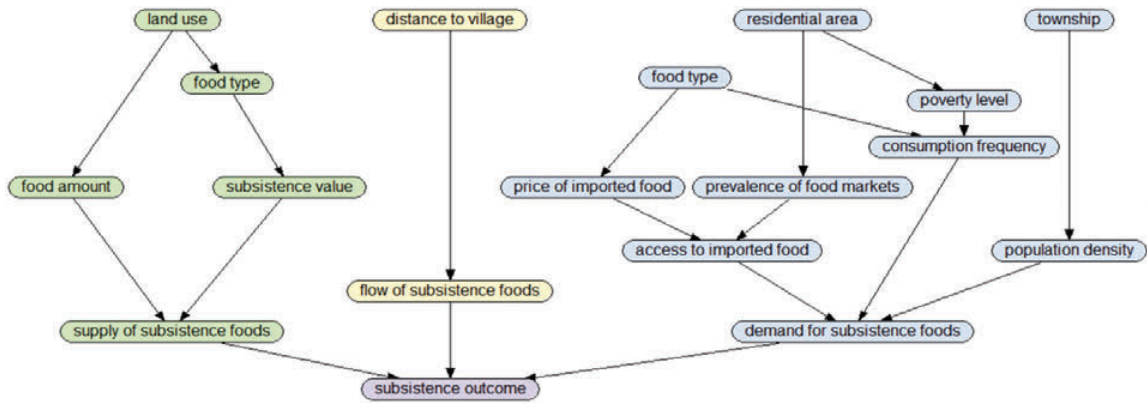 land use
distance to village
residential area
township
food type
food type
poverty level
consumption frequency
food amount
subsistence value
price of imported food
prevalence of food markets
access to imported food
population density
flow of subsistence foods
supply of subsistence foods
demand for subsistence foods
subsistence outcome